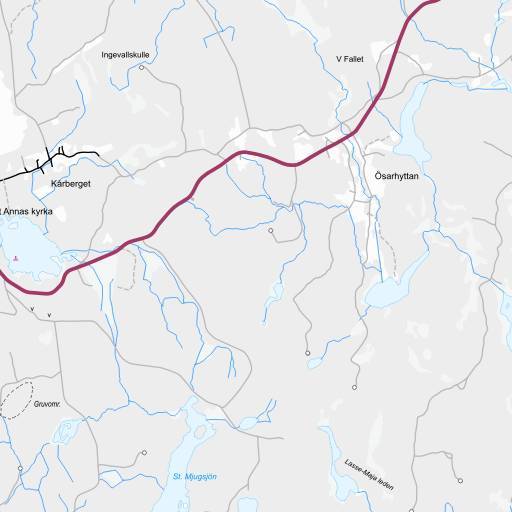 Ingevallskulle
V Fallet
Kårberget
Ösarhyttan
t Annas kyrka
Gruvomr.
St. Mjugsjön
Lasse-Maja leden